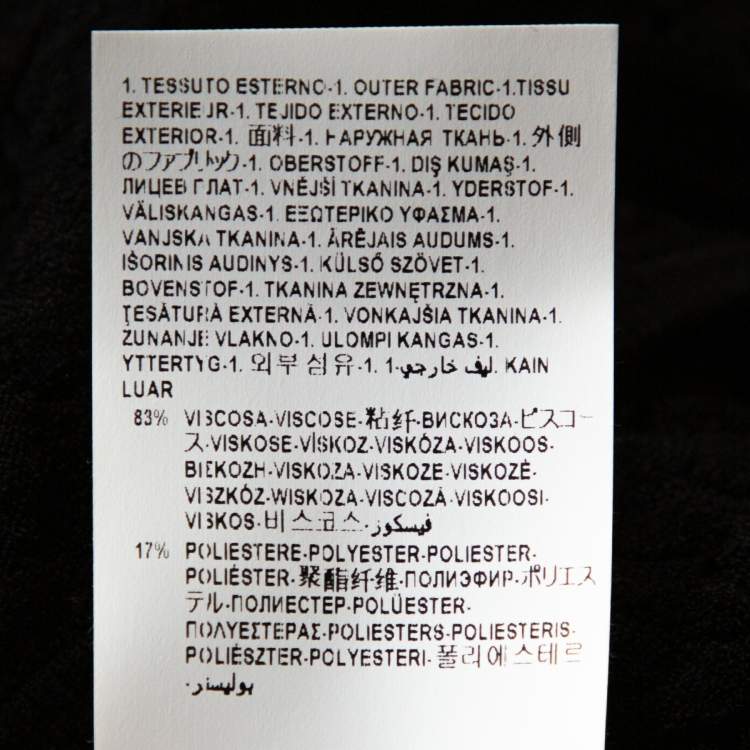 1. TESSUTO ESTERNO-1. OUTER FABRIC-1.TISSU
EXTERIEUR-1. TEJIDO EXTERNO-1. TECIDO
EXTERIOR-1. 面料-1. НАРУЖНАЯ ТКАНЬ-1. 外側
のファブリック-1. OBERSTOFF-1. DIŞ KUMAŞ-1.
ЛИЦЕВ ПЛАТ-1. VNĚJŠÍ TKANINA-1. YDERSTOF-1.
VÄLISKANGAS-1. ΕΞΩΤΕΡΙΚΟ ΥΦΑΣΜΑ-1.
VANJSKA TKANINA-1. ĀRĒJAIS AUDUMS-1.
IŠORINIS AUDINYS-1. KÜLSŐ SZÖVET-1.
BOVENSTOF-1. TKANINA ZEWNĘTRZNA-1.
ŢESĂTURĂ EXTERNĂ-1. VONKAJŠIA TKANINA-1.
ZUNANJE VLAKNO-1. ULOMPI KANGAS-1.
YTTERTYG-1. 외부 섬유-1. ليف خارجي-1. 1. KAIN
LUAR
83% VISCOSA-VISCOSE-粘纤-ВИСКОЗА-ビスコー
ス-VISKOSE-VİSKOZ-VISKÓZA-VISKOOS-
ΒΙΣΚΟΖΗ-VISKOZA-VISKOZE-VISKOZĖ-
VISZKÓZ-WISKOZA-VISCOZĂ-VISKOOSI-
VISKOS-비스코스-فيسكوز
17% POLIESTERE-POLYESTER-POLIESTER-
POLIÉSTER-聚酯纤维-ПОЛИЭФИР-ポリエス
テル-ПОЛИЕСТЕР-POLÜESTER-
ΠΟΛΥΕΣΤΕΡΑΣ-POLIESTERS-POLIESTERIS-
POLIÉSZTER-POLYESTERI-폴리에스테르
-بوليستر